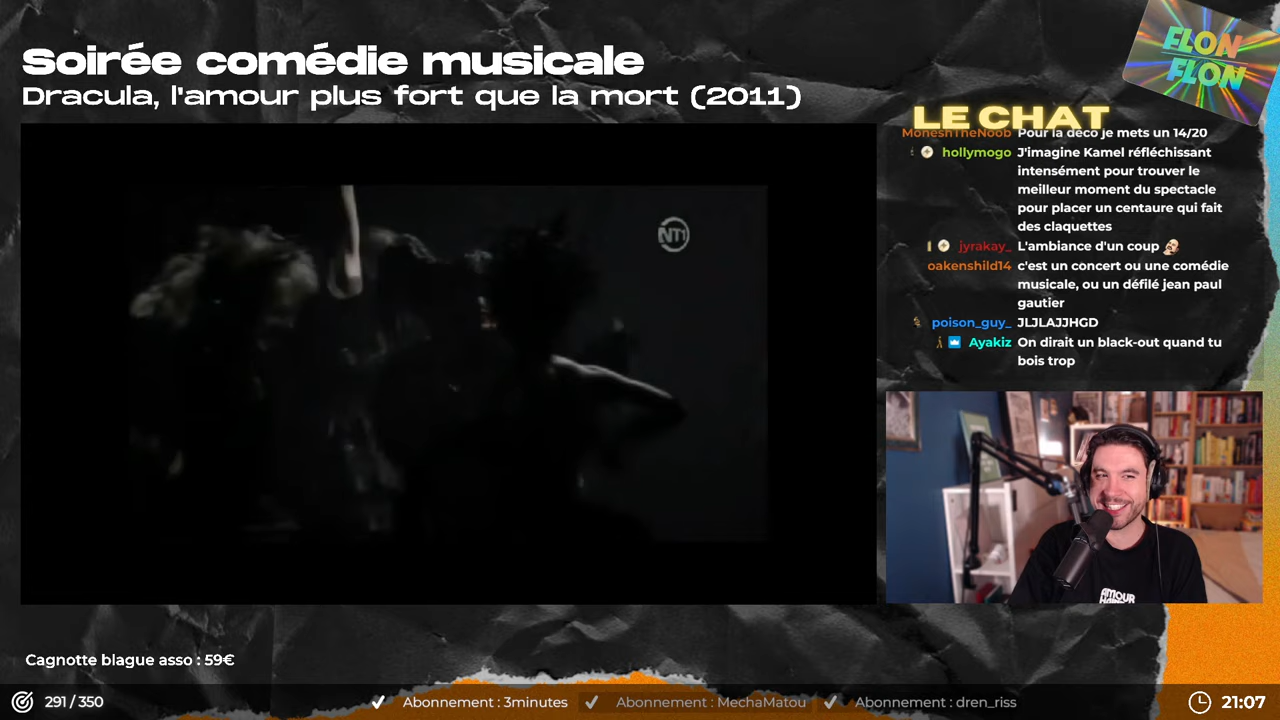 Soirée comédie musicale
Dracula, l'amour plus fort que la mort (2011)
FLON
FLON
LE CHAT
MoneshTheNoob Pour la déco je mets un 14/20
hollymogo J'imagine Kamel réfléchissant
intensément pour trouver le
meilleur moment du spectacle
pour placer un centaure qui fait
des claquettes
jyrakay_ L'ambiance d'un coup
oakenshild14 c'est un concert ou une comédie
musicale, ou un défilé jean paul
gautier
poison_guy_ JLJLAJJHGD
Ayakiz On dirait un black-out quand tu
bois trop
NT1
AMOUR
Cagnotte blague asso : 59€
291 / 350
Abonnement : 3minutes
Abonnement : MechaMatou
Abonnement : dren_riss
21:07